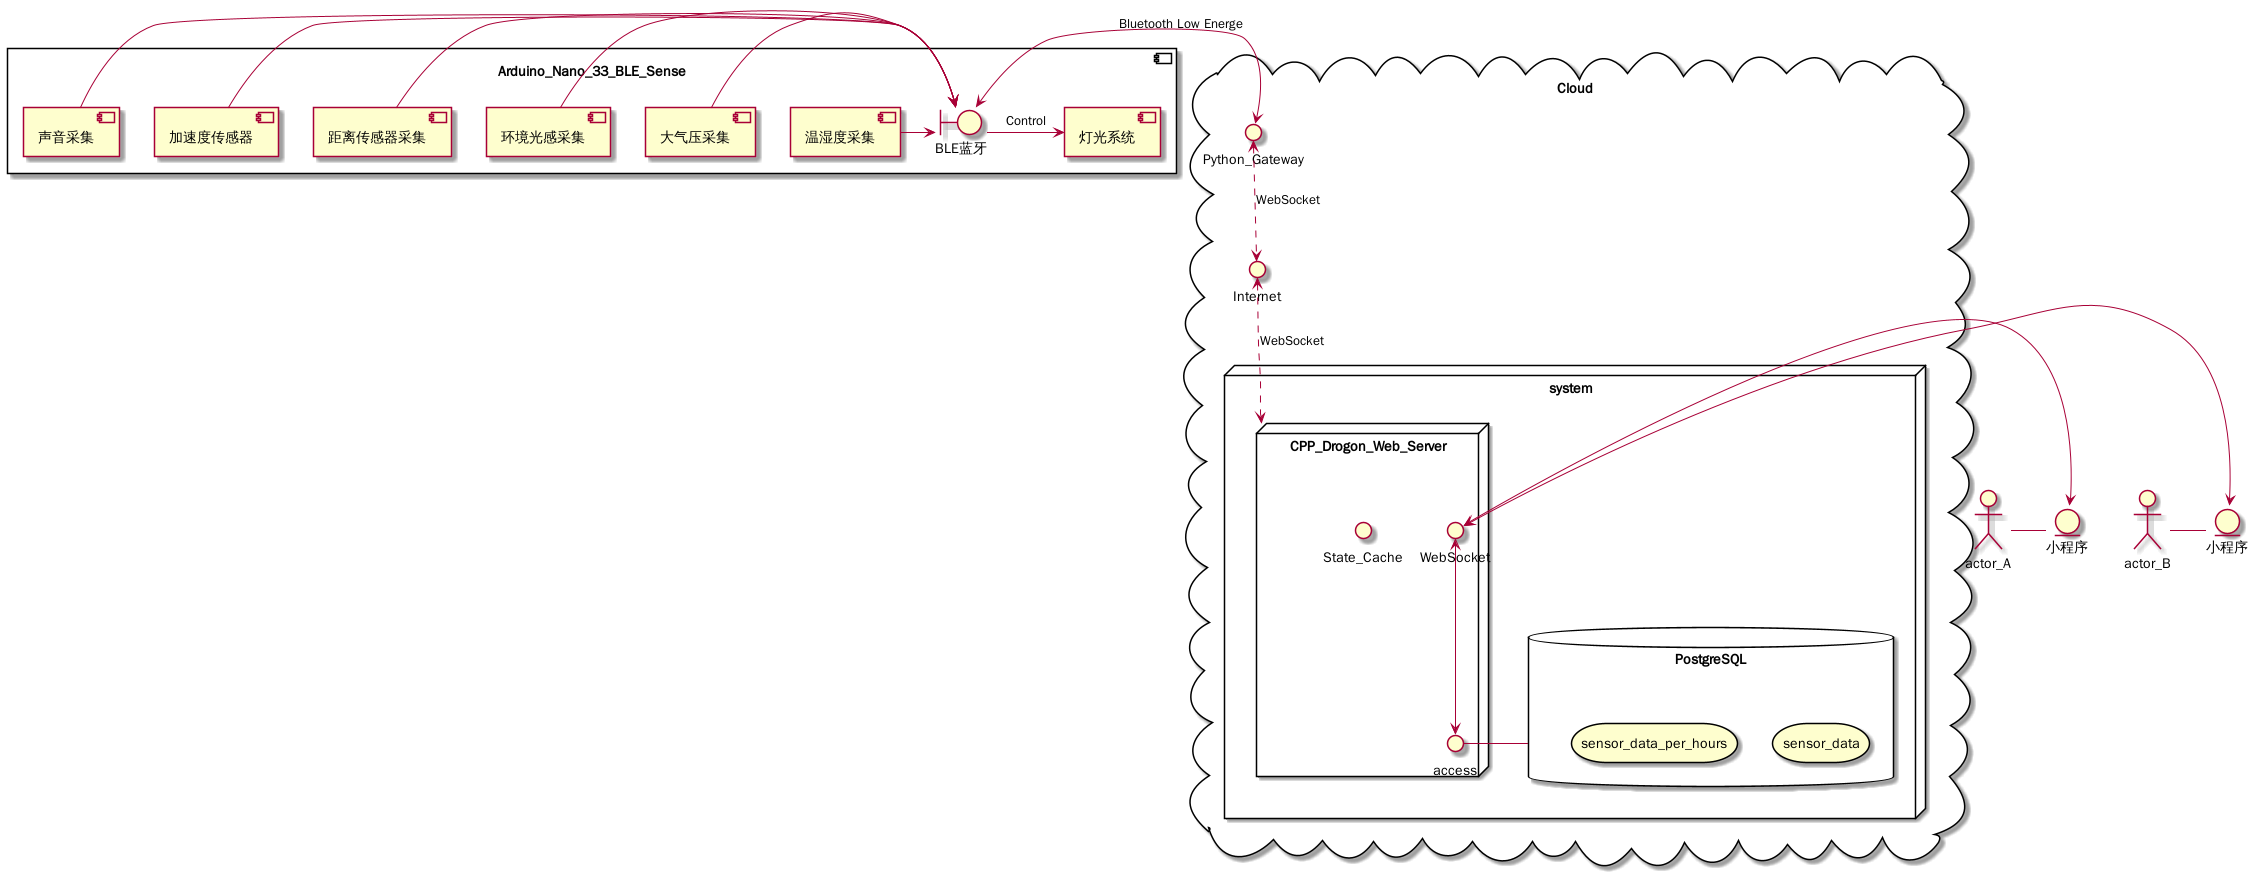 Bluetooth Low Energe
Arduino_Nano_33_BLE_Sense
Cloud
声音采集
加速度传感器
距离传感器采集
环境光感采集
大气压采集
温湿度采集
BLE蓝牙
Control
灯光系统
Python_Gateway
WebSocket
Internet
WebSocket
system
CPP_Drogon_Web_Server
State_Cache
WebSocket
actor_A
小程序
actor_B
小程序
PostgreSQL
sensor_data_per_hours
sensor_data
access